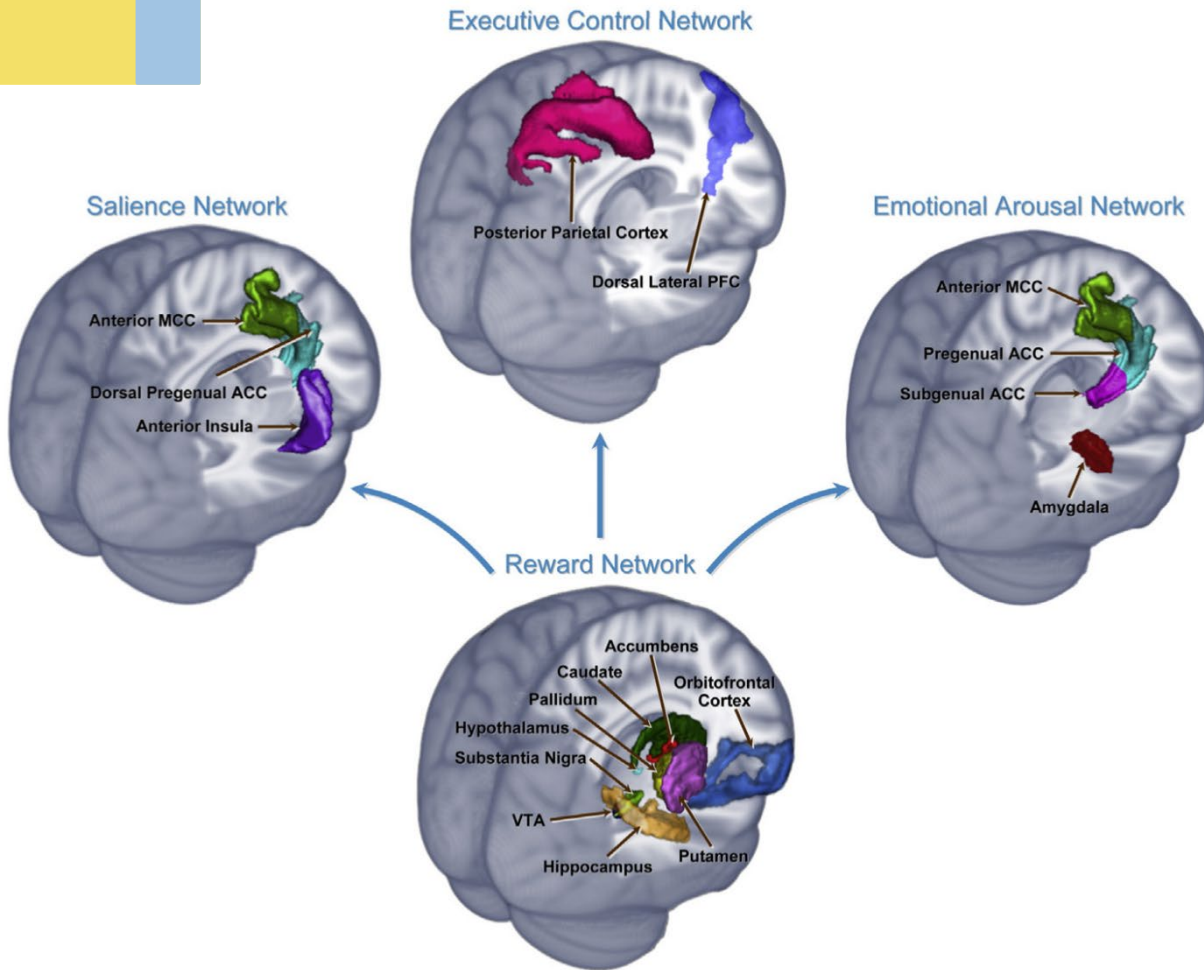 Executive Control Network
Posterior Parietal Cortex
Dorsal Lateral PFC
Salience Network
Anterior MCC
Dorsal Pregenual ACC
Anterior Insula
Emotional Arousal Network
Anterior MCC
Pregenual ACC
Subgenual ACC
Amygdala
Reward Network
Accumbens
Caudate
Orbitofrontal
Cortex
Pallidum
Hypothalamus
Substantia Nigra
VTA
Hippocampus
Putamen